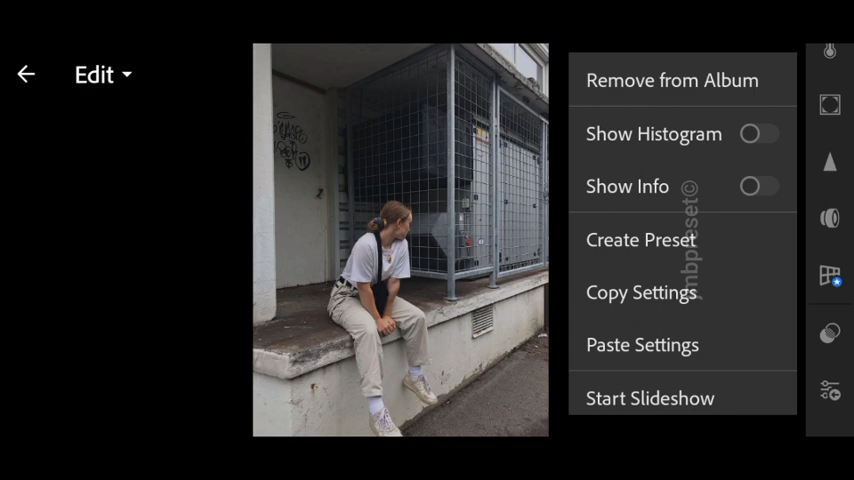 Edit
Remove from Album
Show Histogram
Show Info
Create Preset
Copy Settings
Paste Settings
Start Slideshow